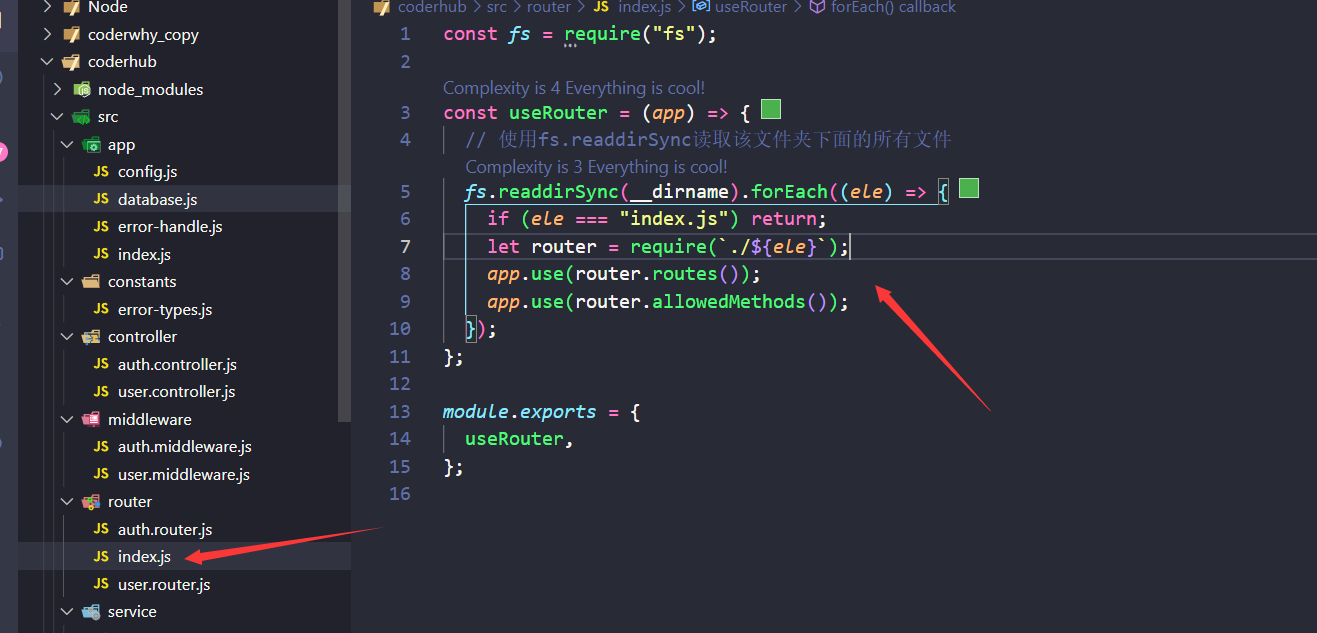 Node
coderwhy_copy
coderhub
node_modules
src
app
JS config.js
JS database.js
JS error-handle.js
JS index.js
constants
JS error-types.js
controller
JS auth.controller.js
JS user.controller.js
middleware
JS auth.middleware.js
JS user.middleware.js
router
JS auth.router.js
JS index.js
JS user.router.js
service
coderhub > src > router > JS index.js > useRouter > forEach() callback
1 const fs = require("fs");
2
Complexity is 4 Everything is cool!
3 const useRouter = (app) => {
4 // 使用fs.readdirSync读取该文件夹下面的所有文件
Complexity is 3 Everything is cool!
5 fs.readdirSync(__dirname).forEach((ele) => {
6 if (ele === "index.js") return;
7 let router = require(`./${ele}`);
8 app.use(router.routes());
9 app.use(router.allowedMethods());
10 });
11 };
12
13 module.exports = {
14 useRouter,
15 };
16